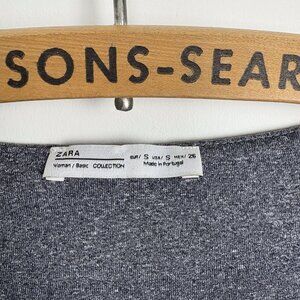 SONS-SEAR
ZARA
Woman / Basic COLLECTION
EUR/ S USA/ S MEX/ 26
Made in Portugal